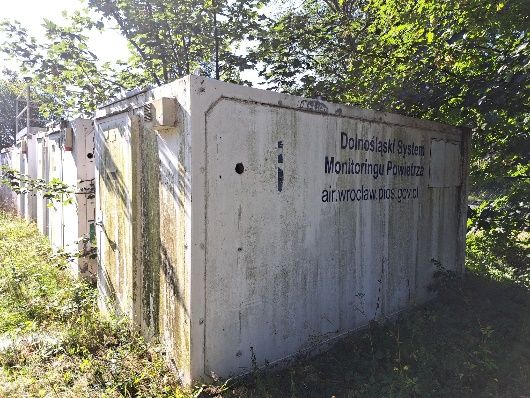 Dolnośląski System
Monitoringu Powietrza
air.wroclaw.pios.gov.pl